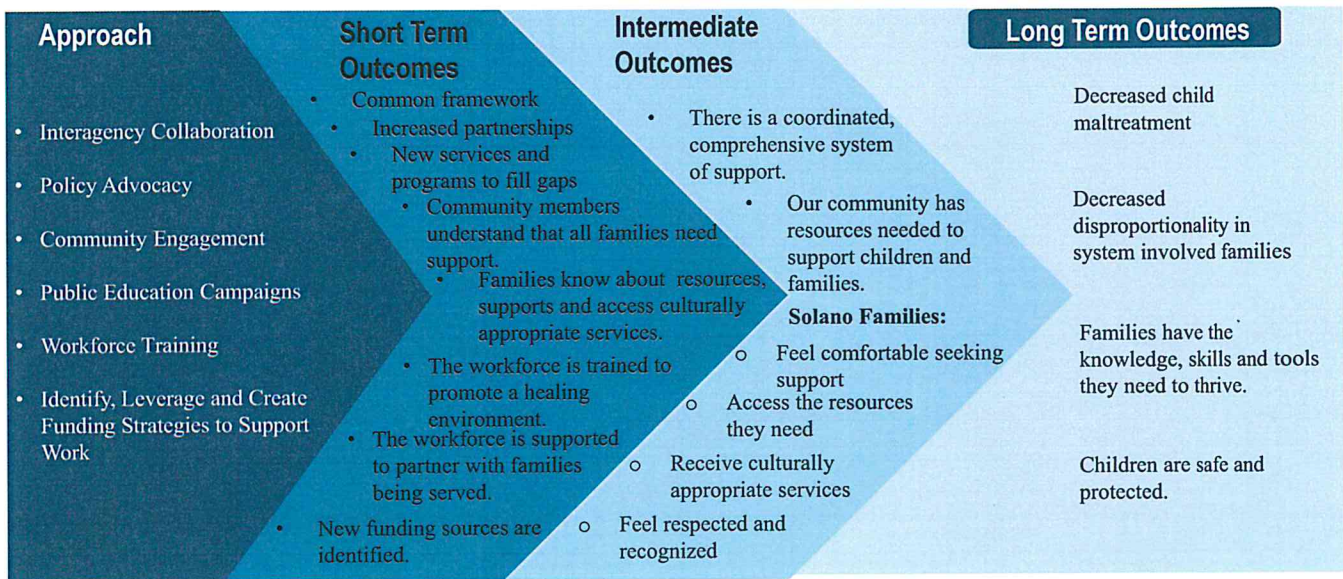 Approach
• Interagency Collaboration
• Policy Advocacy
• Community Engagement
• Public Education Campaigns
• Workforce Training
• Identify, Leverage and Create
Funding Strategies to Support
Work
Short Term
Outcomes
• Common framework
• Increased partnerships
• New services and
programs to fill gaps
• Community members
understand that all families need
support.
• Families know about resources,
supports and access culturally
appropriate services.
• The workforce is trained to
promote a healing
environment.
• The workforce is supported
to partner with families
being served.
• New funding sources are
identified.
Intermediate
Outcomes
• There is a coordinated,
comprehensive system
of support.
• Our community has
resources needed to
support children and
families.
Solano Families:
o Feel comfortable seeking
support
o Access the resources
they need
o Receive culturally
appropriate services
o Feel respected and
recognized
Long Term Outcomes
Decreased child
maltreatment
Decreased
disproportionality in
system involved families
Families have the
knowledge, skills and tools
they need to thrive.
Children are safe and
protected.